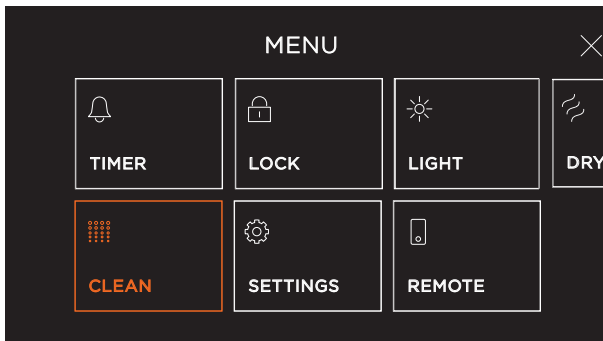 MENU
TIMER
LOCK
LIGHT
DRY
CLEAN
SETTINGS
REMOTE